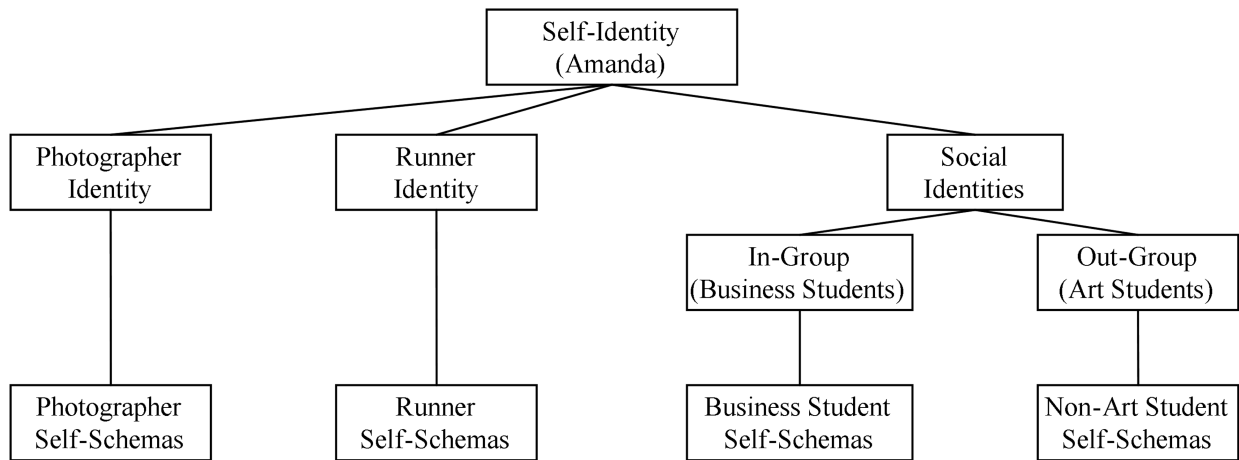 Self-Identity
(Amanda)
Photographer
Identity
Runner
Identity
Social
Identities
In-Group
(Business Students)
Out-Group
(Art Students)
Photographer
Self-Schemas
Runner
Self-Schemas
Business Student
Self-Schemas
Non-Art Student
Self-Schemas